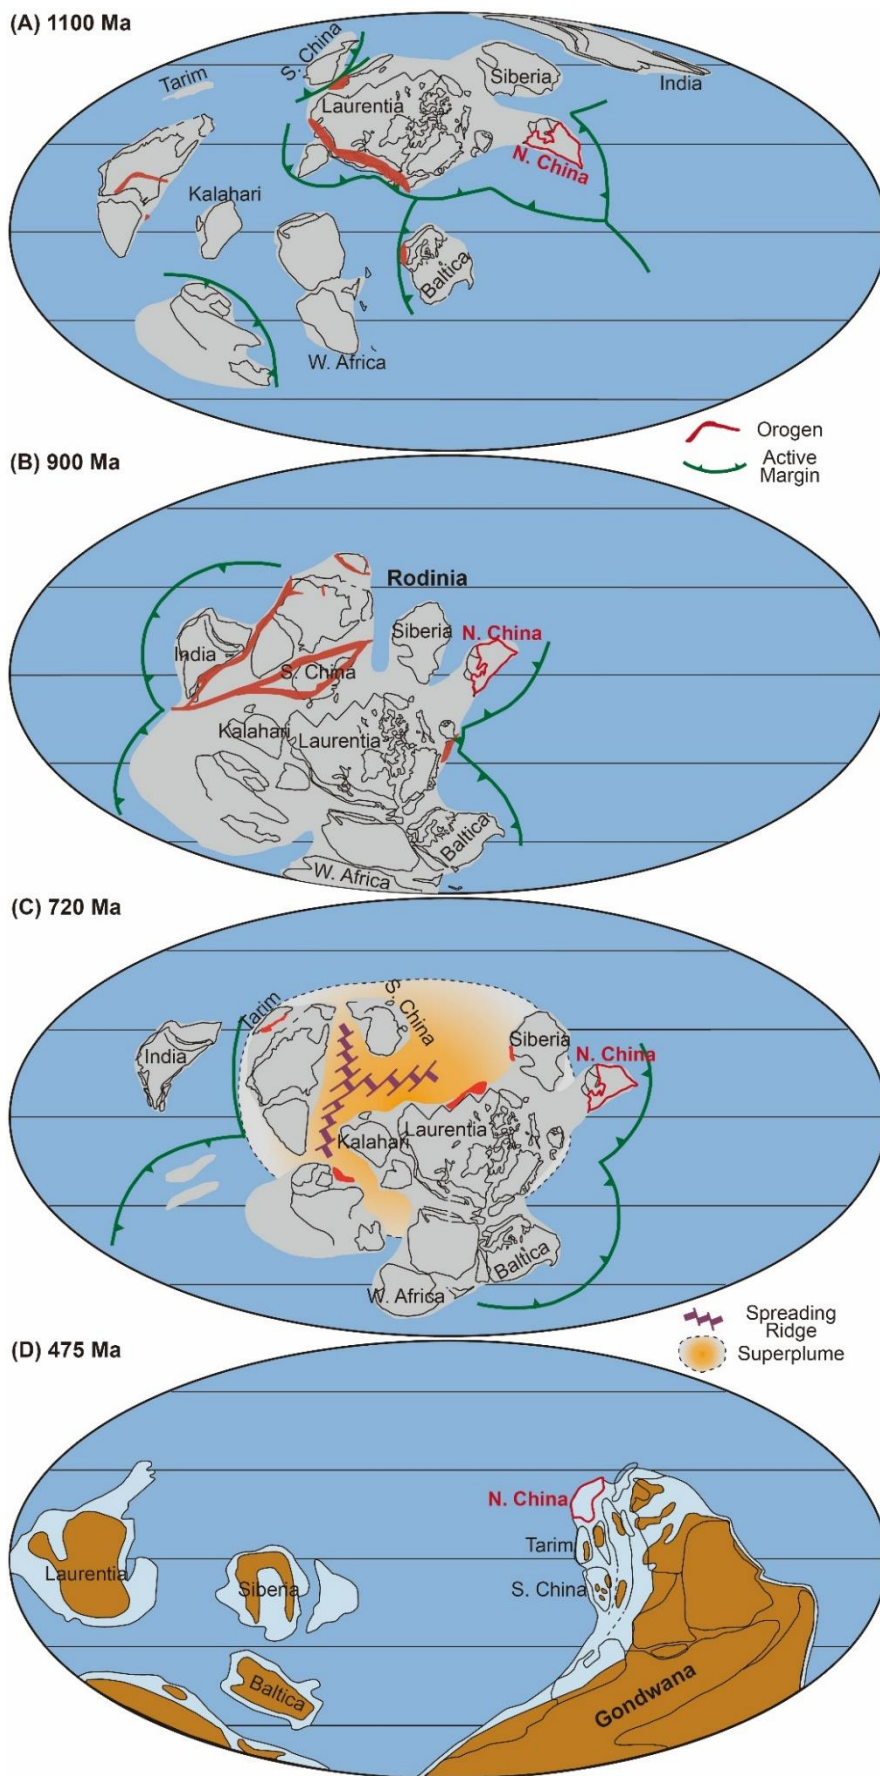 (A) 1100 Ma
S. China
Tarim
Laurentia
Siberia
India
N. China
Kalahari
Baltica
W. Africa
Orogen
Active
Margin
(B) 900 Ma
Rodinia
Siberia
N. China
India
S. China
Kalahari
Laurentia
Baltica
W. Africa
(C) 720 Ma
Tarim
S. China
India
Siberia
N. China
Kalahari
Laurentia
Baltica
W. Africa
Spreading
Ridge
Superplume
(D) 475 Ma
N. China
Tarim
Laurentia
Siberia
S. China
Baltica
Gondwana